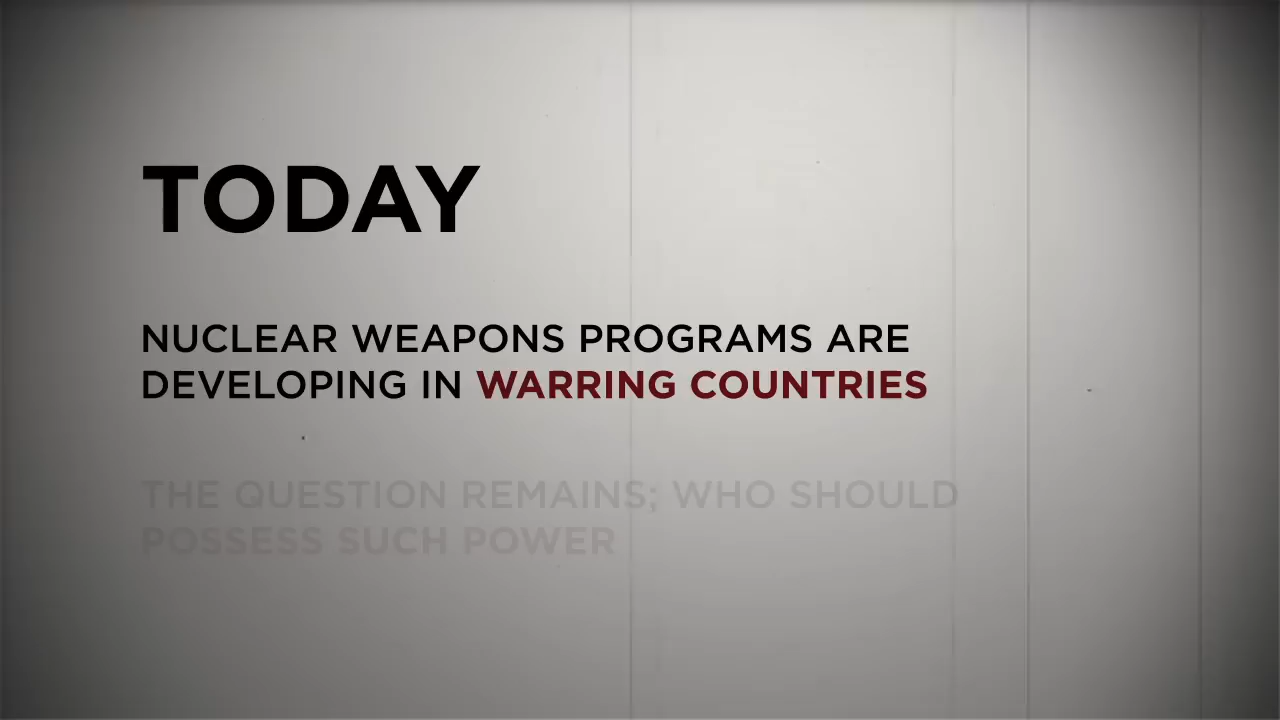 TODAY
NUCLEAR WEAPONS PROGRAMS ARE
DEVELOPING IN WARRING COUNTRIES
THE QUESTION REMAINS; WHO SHOULD
POSSESS SUCH POWER